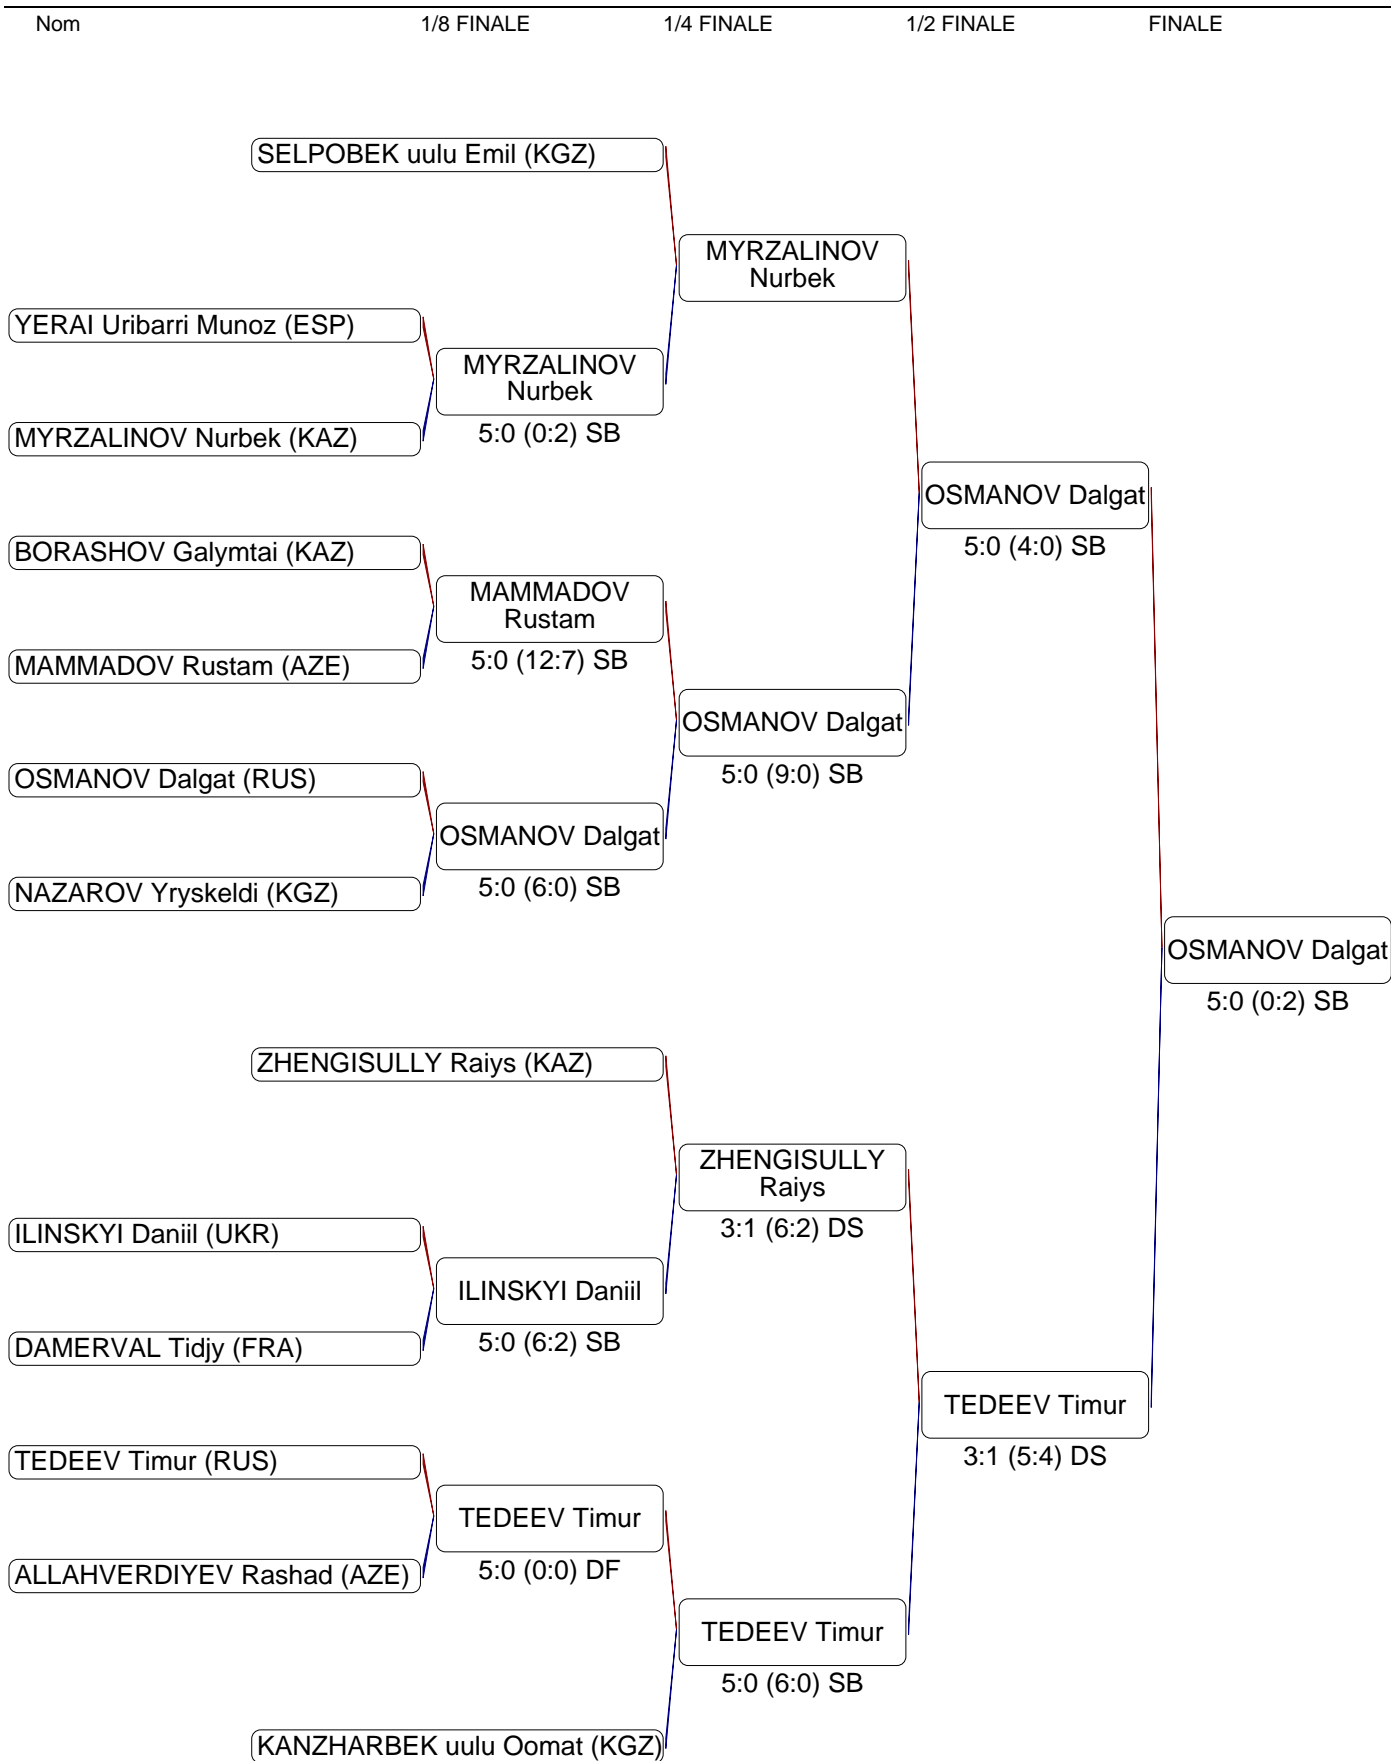 Nom 1/8 FINALE 1/4 FINALE 1/2 FINALE FINALE
SELPOBEK uulu Emil (KGZ)
MYRZALINOV
Nurbek
YERAI Uribarri Munoz (ESP)
MYRZALINOV
Nurbek
5:0 (0:2) SB
MYRZALINOV Nurbek (KAZ)
OSMANOV Dalgat
5:0 (4:0) SB
BORASHOV Galymtai (KAZ)
MAMMADOV
Rustam
5:0 (12:7) SB
MAMMADOV Rustam (AZE)
OSMANOV Dalgat
5:0 (9:0) SB
OSMANOV Dalgat (RUS)
OSMANOV Dalgat
5:0 (6:0) SB
NAZAROV Yryskeldi (KGZ)
OSMANOV Dalgat
5:0 (0:2) SB
ZHENGISULLY Raiys (KAZ)
ZHENGISULLY
Raiys
3:1 (6:2) DS
ILINSKYI Daniil (UKR)
ILINSKYI Daniil
5:0 (6:2) SB
DAMERVAL Tidjy (FRA)
TEDEEV Timur
3:1 (5:4) DS
TEDEEV Timur (RUS)
TEDEEV Timur
5:0 (0:0) DF
ALLAHVERDIYEV Rashad (AZE)
TEDEEV Timur
5:0 (6:0) SB
KANZHARBEK uulu Oomat (KGZ)